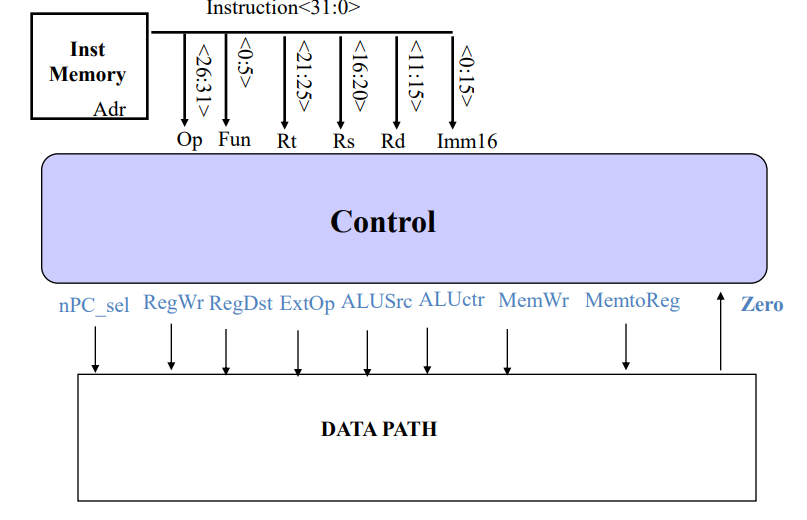 Instruction<31:0>
Inst
Memory
Adr
<26:31>
<0:5>
<21:25>
<16:20>
<11:15>
<0:15>
Op Fun Rt Rs Rd Imm16
Control
nPC_sel RegWr RegDst ExtOp ALUSrc ALUctr MemWr MemtoReg Zero
DATA PATH